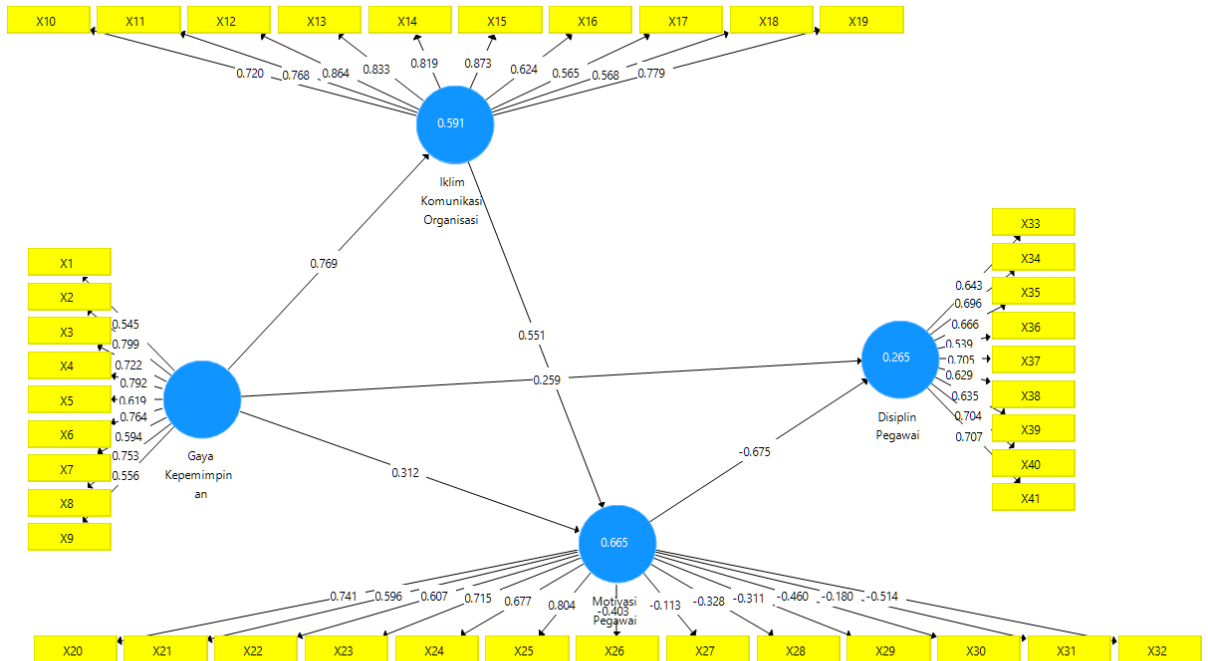 X10 X11 X12 X13 X14 X15 X16 X17 X18 X19
0.720 0.768 0.864 0.833 0.819 0.873 0.624 0.565 0.568 0.779
0.591
Iklim
Komunikasi
Organisasi
0.769
0.551
X1
X2
X3
X4
X5
X6
X7
X8
X9
0.545
0.799
0.722
0.792
0.619
0.764
0.594
0.753
0.556
Gaya
Kepemimpin
an
0.259
0.312
-0.675
0.265
Disiplin
Pegawai
0.643
0.696
0.666
0.539
0.705
0.629
0.635
0.704
0.707
X33
X34
X35
X36
X37
X38
X39
X40
X41
0.665
Motivasi
Pegawai
0.741 0.596 0.607 0.715 0.677 0.804 -0.403 -0.113 -0.328 -0.311 -0.460 -0.180 -0.514
X20 X21 X22 X23 X24 X25 X26 X27 X28 X29 X30 X31 X32